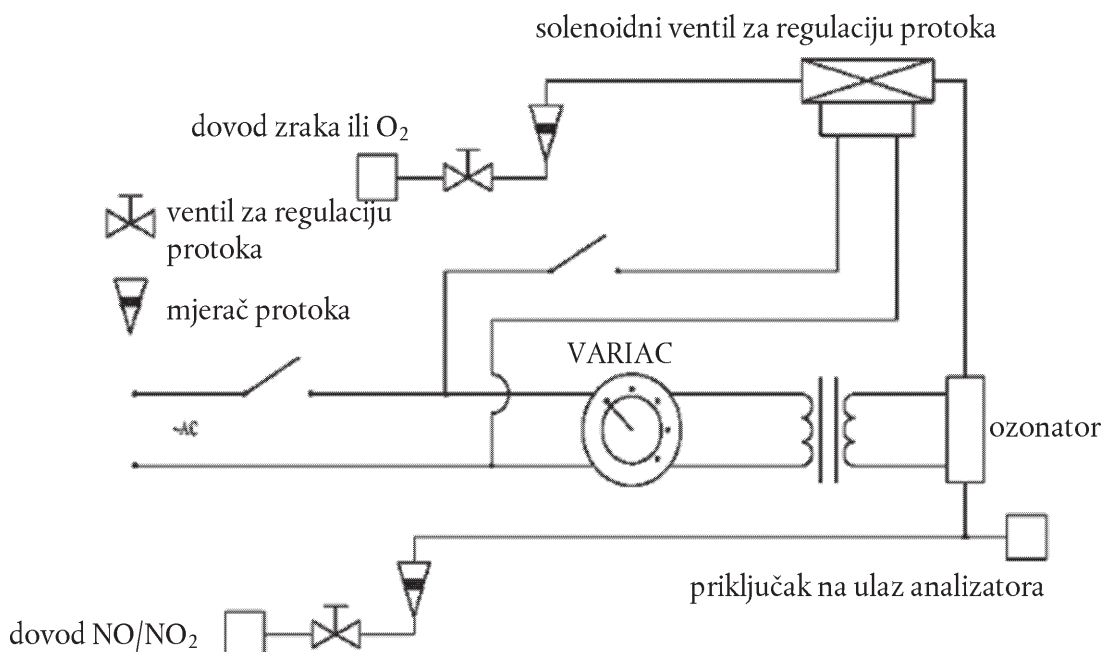 solenoidni ventil za regulaciju protoka
dovod zraka ili O₂
ventil za regulaciju
protoka
mjerač protoka
VARIAC
~AC
ozonator
priključak na ulaz analizatora
dovod NO/NO₂